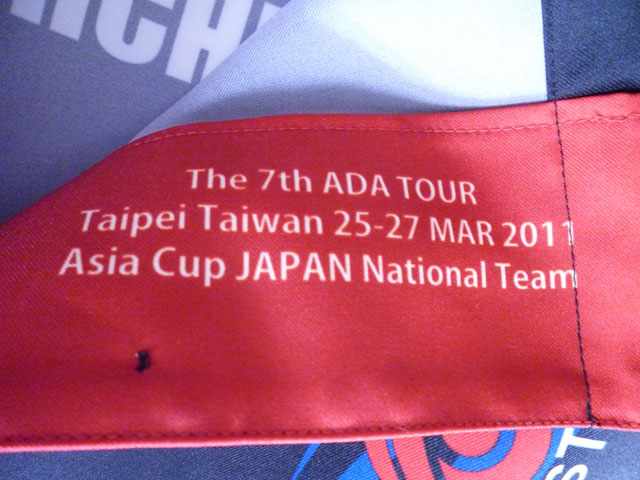 The 7th ADA TOUR
Taipei Taiwan 25-27 MAR 2011
Asia Cup JAPAN National Team